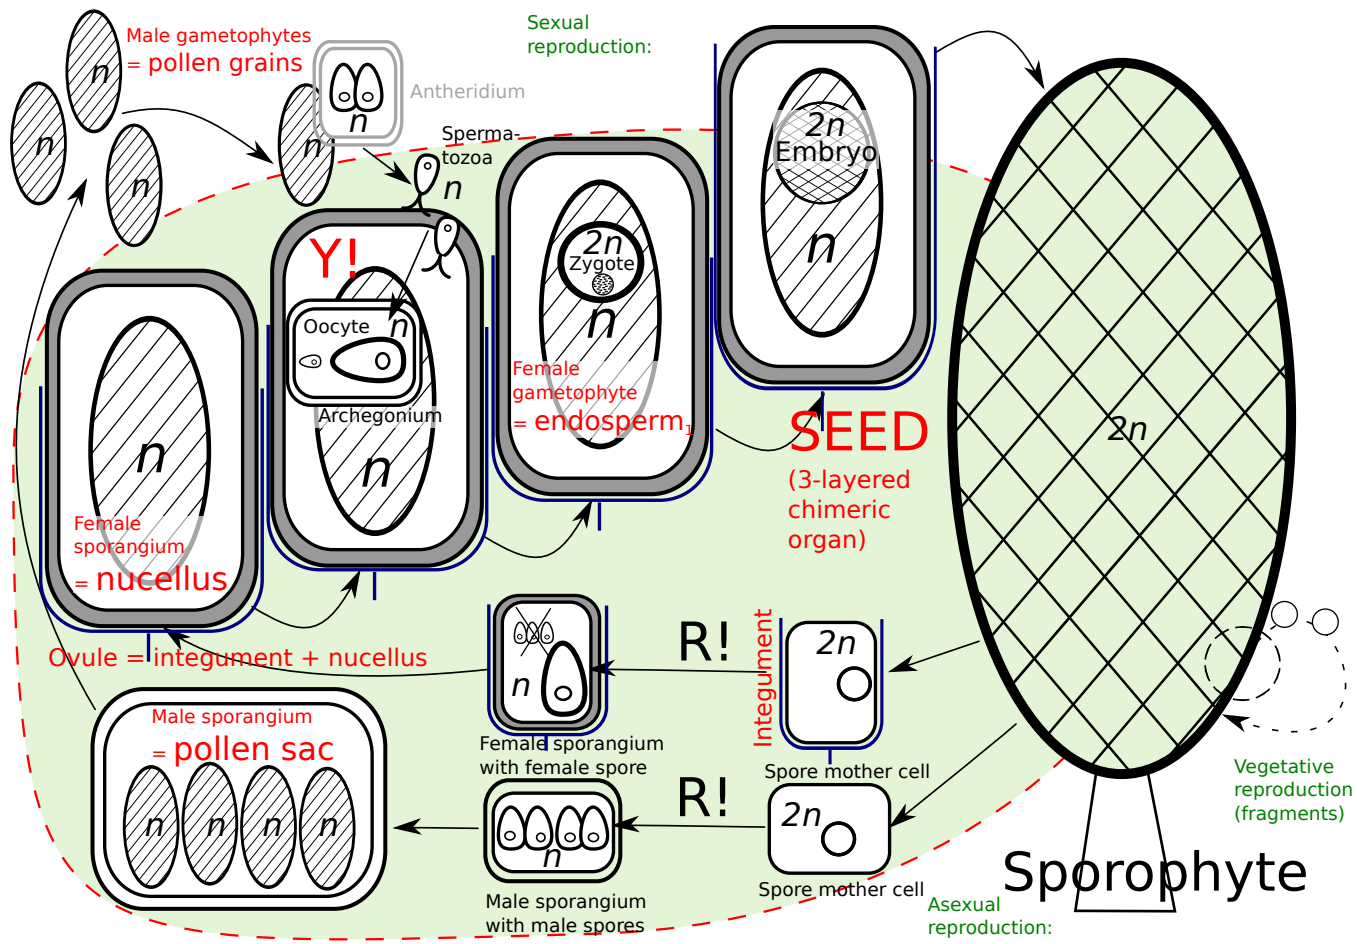 Sexual
reproduction:
Male gametophytes
= pollen grains
n
n
n
n
n
Antheridium
Sperma-
tozoa
n
Y!
Oocyte
n
Archegonium
n
2n
Zygote
n
Female
gametophyte
= endosperm1
2n
Embryo
n
SEED
(3-layered
chimeric
organ)
2n
n
Female
sporangium
= nucellus
Ovule = integument + nucellus
n
Female sporangium
with female spore
R!
Integument
2n
Spore mother cell
Male sporangium
= pollen sac
n
n
n
n
n
Male sporangium
with male spores
R!
2n
Spore mother cell
Vegetative
reproduction
(fragments)
Sporophyte
Asexual
reproduction: